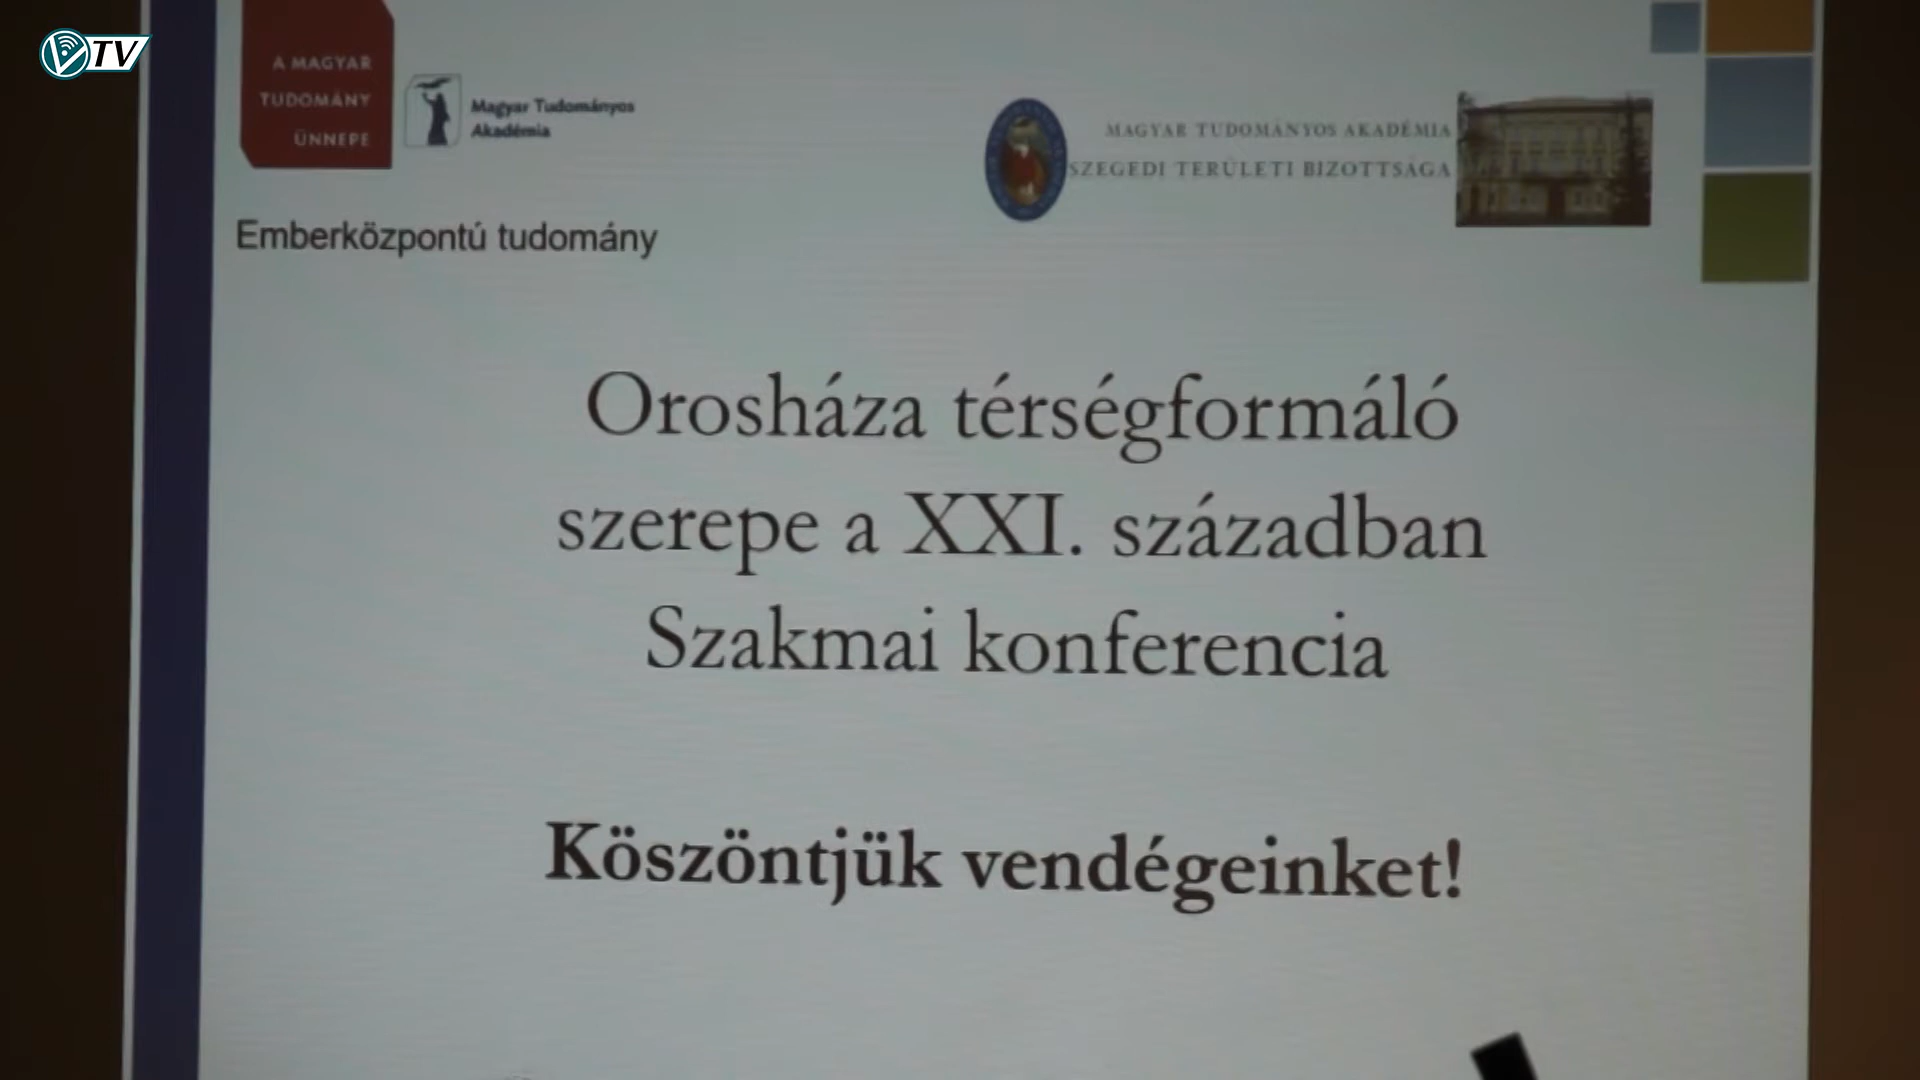 VTV
A MAGYAR
TUDOMÁNY
ÜNNEPE
Magyar Tudományos
Akadémia
MAGYAR TUDOMÁNYOS AKADÉMIA
SZEGEDI TERÜLETI BIZOTTSÁGA
Emberközpontú tudomány
Orosháza térségformáló
szerepe a XXI. században
Szakmai konferencia
Köszöntjük vendégeinket!